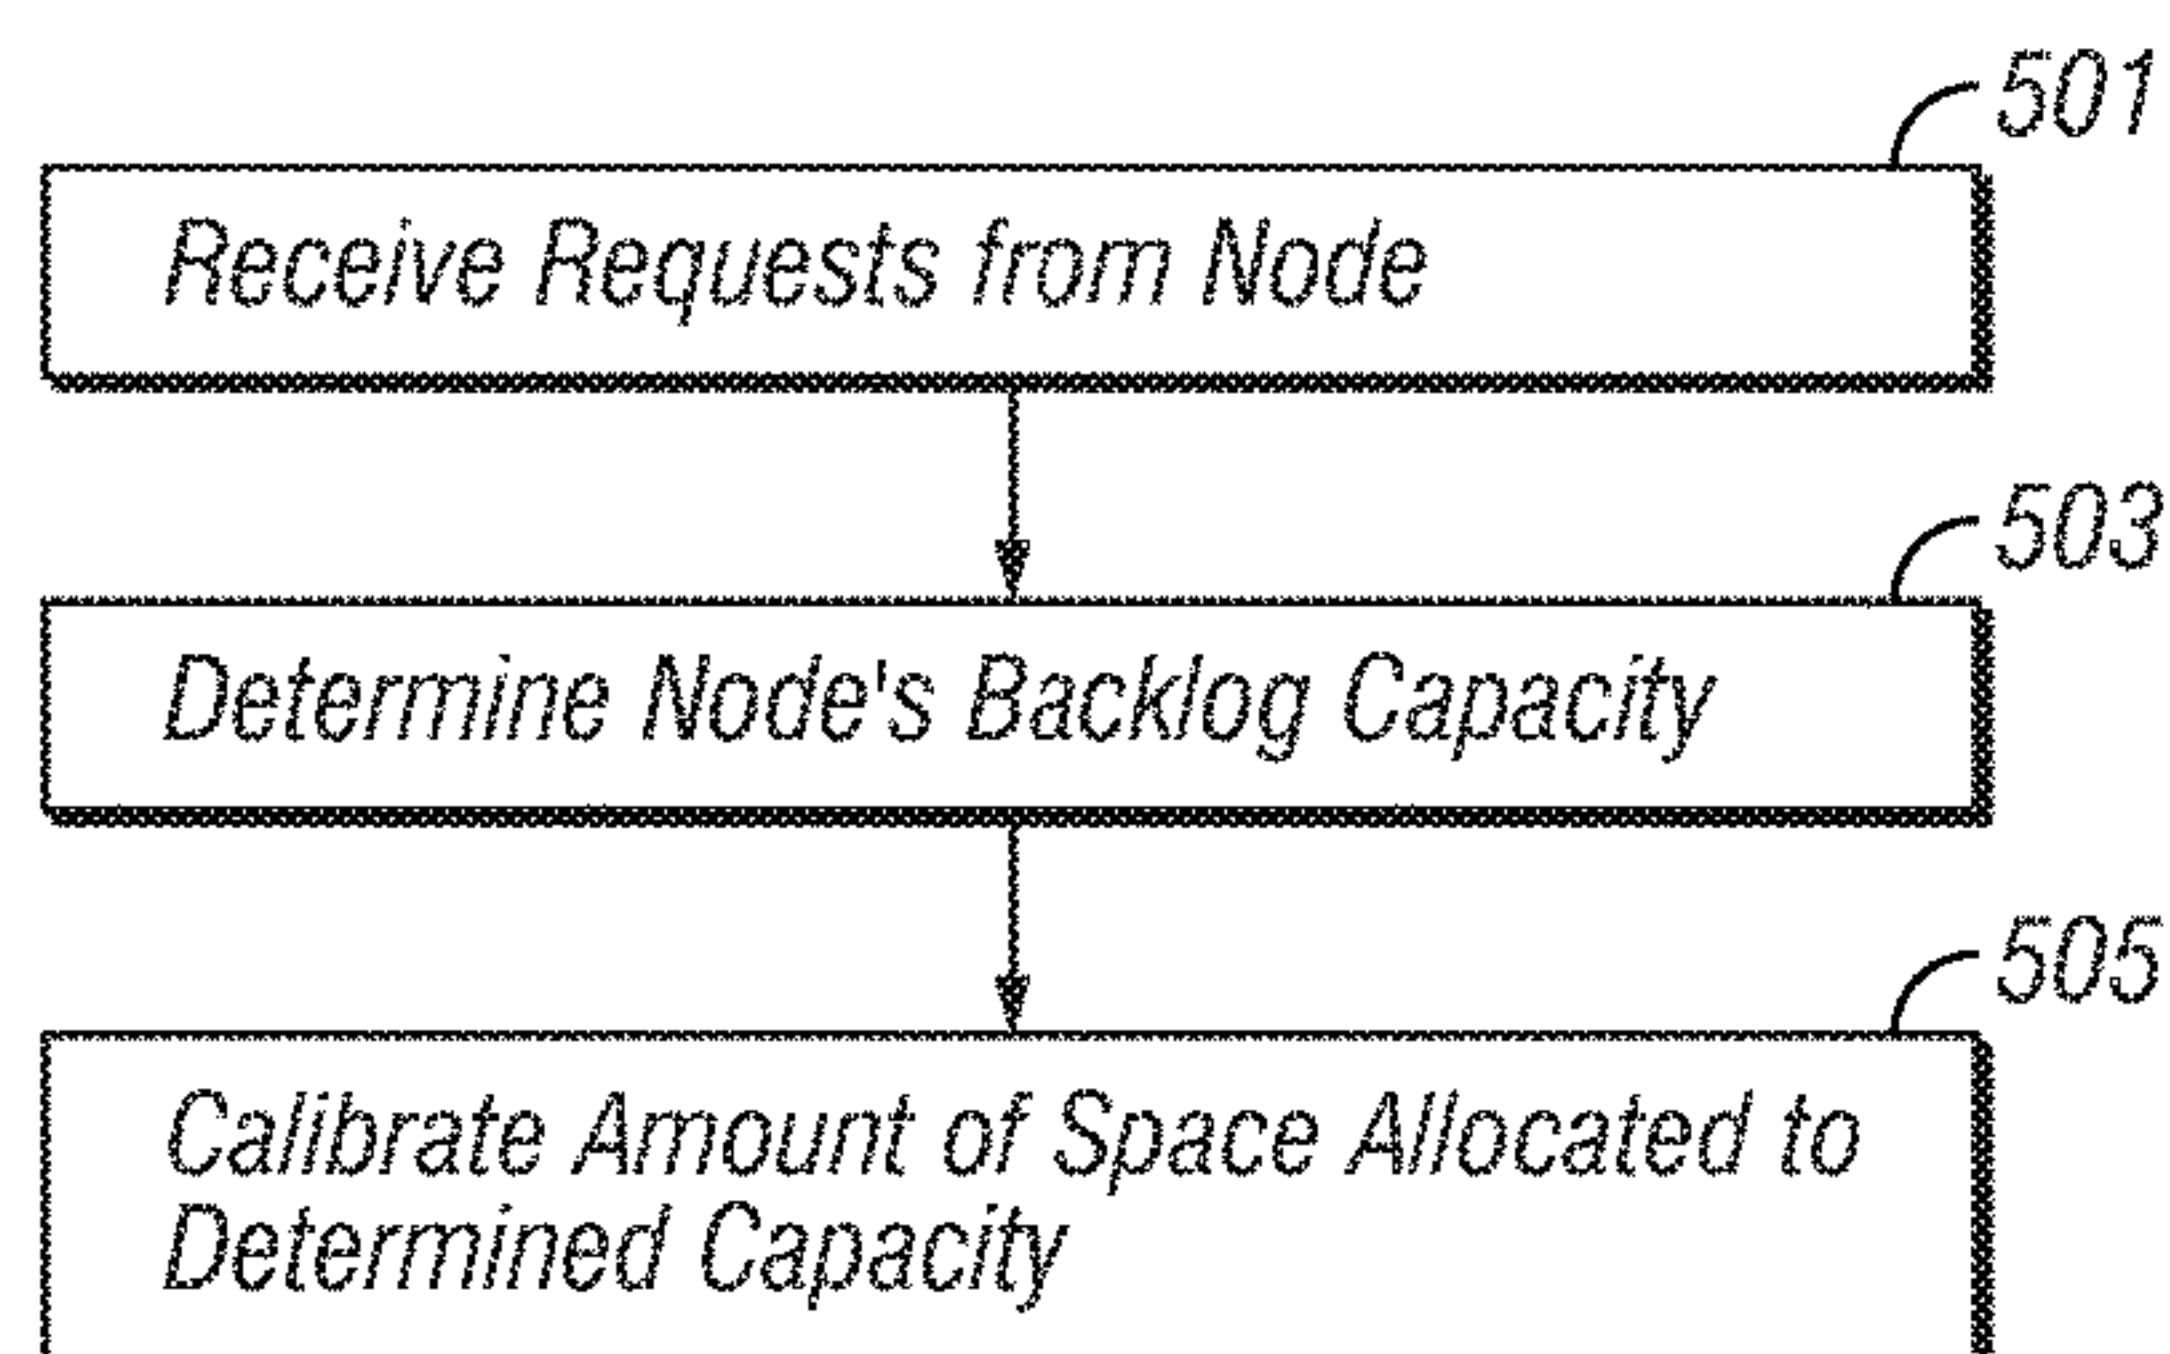 501
Receive Requests from Node
503
Determine Node's Backlog Capacity
505
Calibrate Amount of Space Allocated to
Determined Capacity